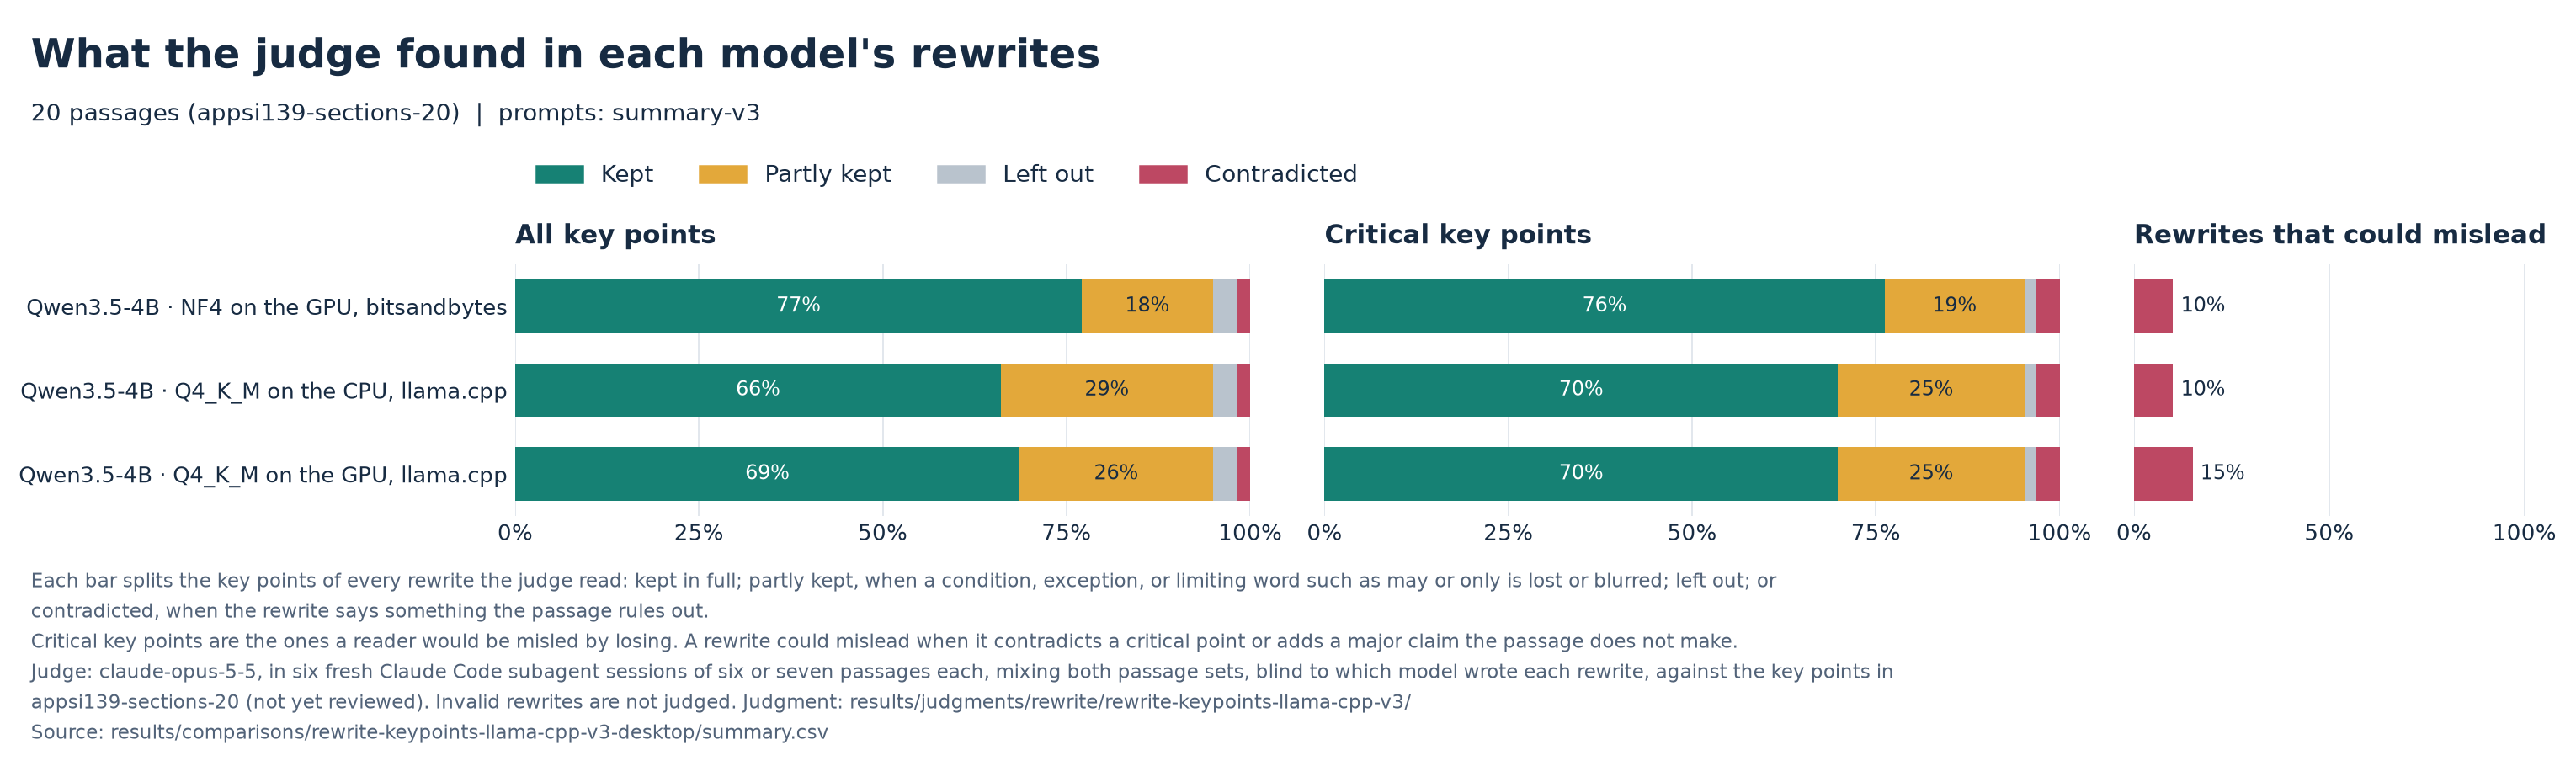 What the judge found in each model's rewrites
20 passages (appsi139-sections-20) | prompts: summary-v3
Kept Partly kept Left out Contradicted
All key points Critical key points Rewrites that could mislead
Qwen3.5-4B · NF4 on the GPU, bitsandbytes 77% 18% 76% 19% 10%
Qwen3.5-4B · Q4_K_M on the CPU, llama.cpp 66% 29% 70% 25% 10%
Qwen3.5-4B · Q4_K_M on the GPU, llama.cpp 69% 26% 70% 25% 15%
0% 25% 50% 75% 100% 0% 25% 50% 75% 100% 0% 50% 100%
Each bar splits the key points of every rewrite the judge read: kept in full; partly kept, when a condition, exception, or limiting word such as may or only is lost or blurred; left out; or
contradicted, when the rewrite says something the passage rules out.
Critical key points are the ones a reader would be misled by losing. A rewrite could mislead when it contradicts a critical point or adds a major claim the passage does not make.
Judge: claude-opus-5-5, in six fresh Claude Code subagent sessions of six or seven passages each, mixing both passage sets, blind to which model wrote each rewrite, against the key points in
appsi139-sections-20 (not yet reviewed). Invalid rewrites are not judged. Judgment: results/judgments/rewrite/rewrite-keypoints-llama-cpp-v3/
Source: results/comparisons/rewrite-keypoints-llama-cpp-v3-desktop/summary.csv